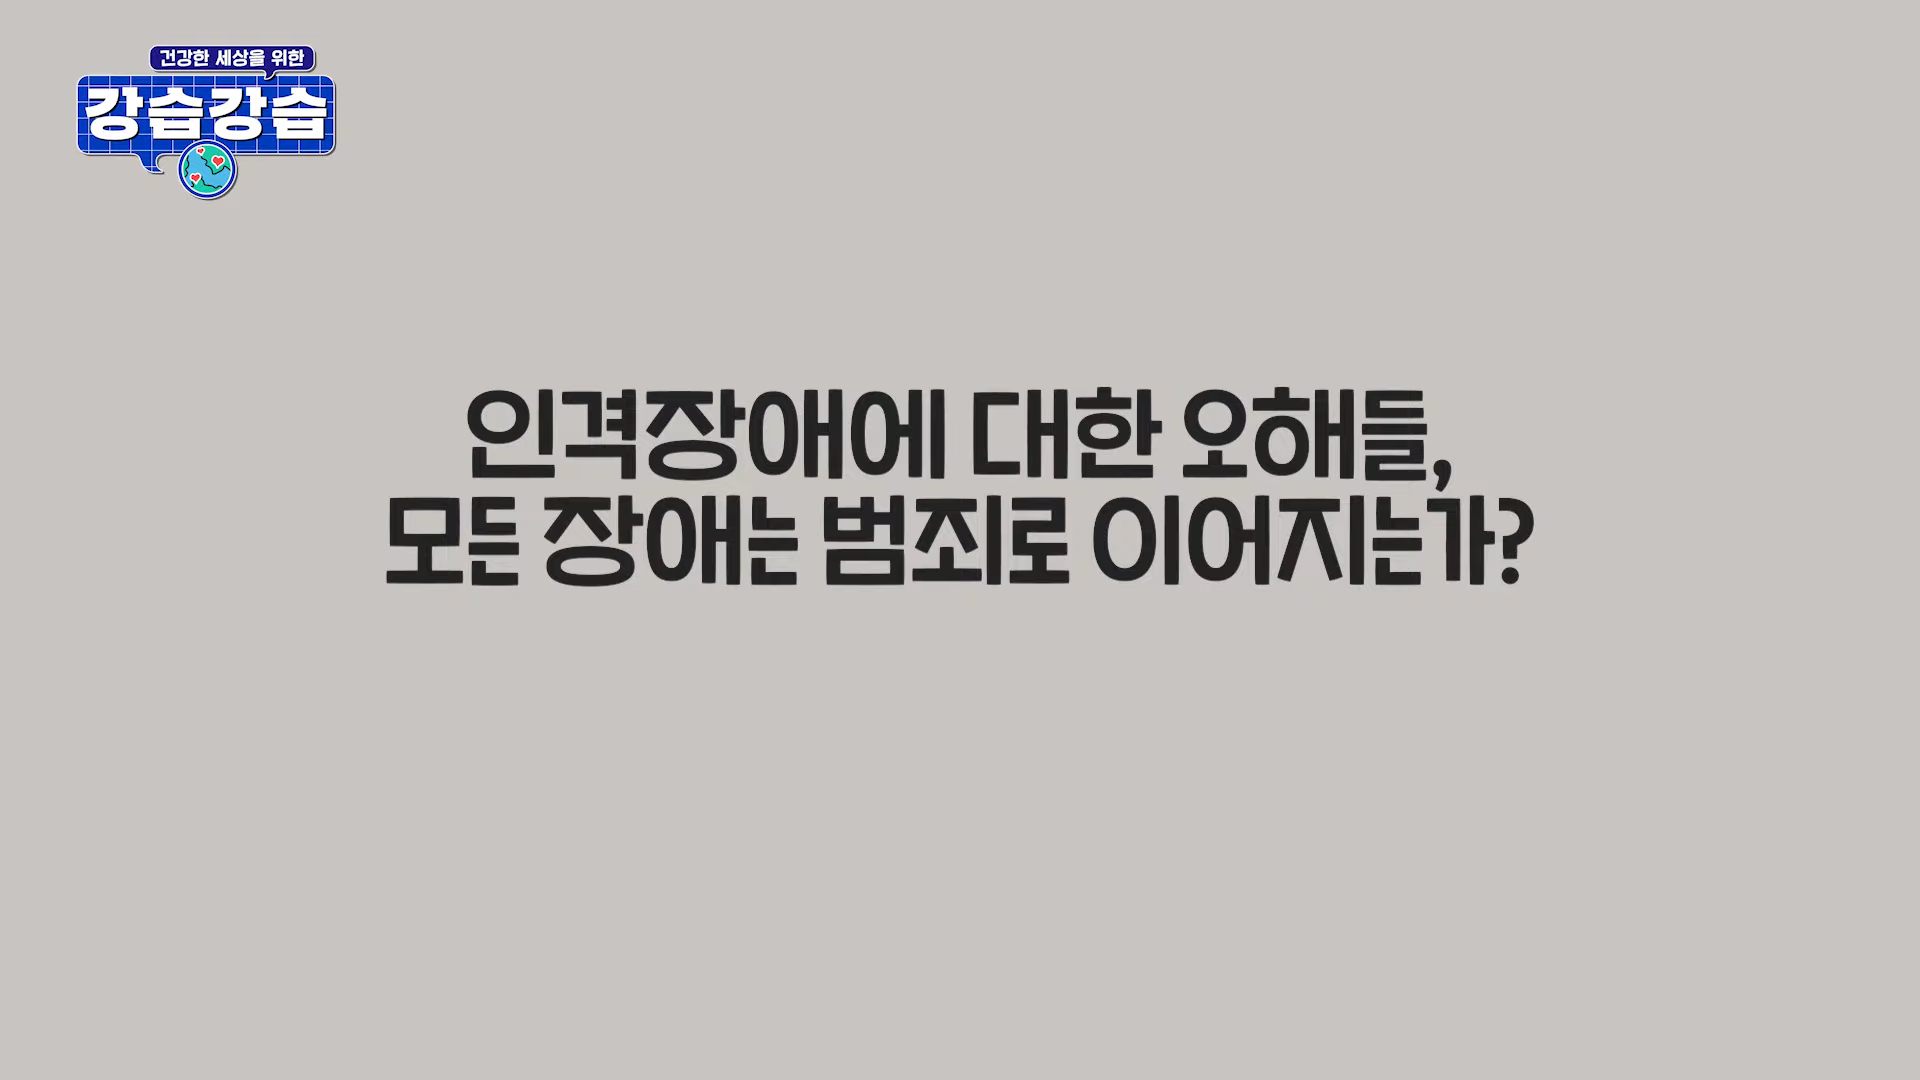 건강한 세상을 위한
강습강습
인격장애에 대한 오해들,
모든 장애는 범죄로 이어지는가?